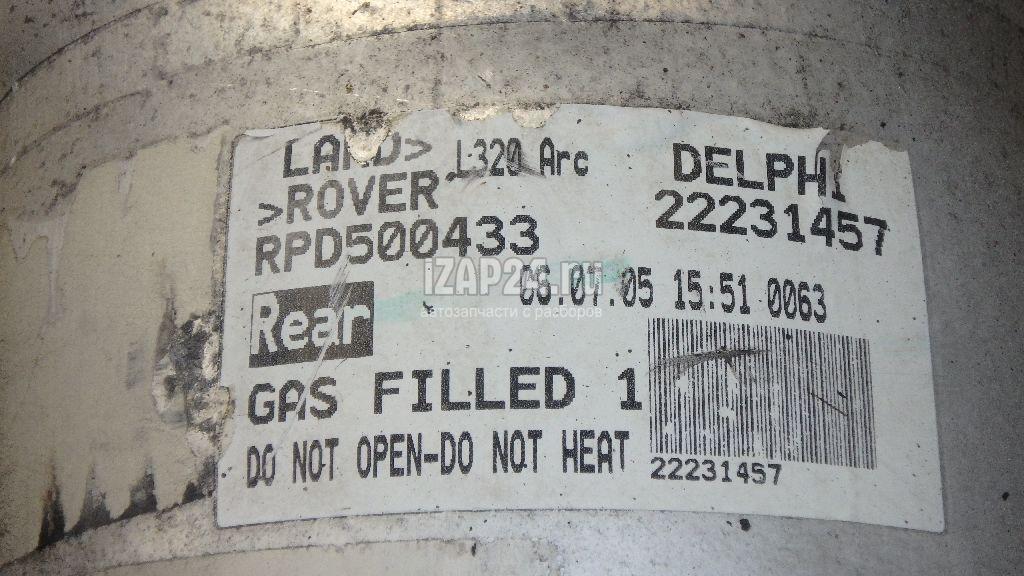 LAND> L320 Arc
>ROVER
RPD500433
DELPHI
22231457
iZAP24.ru
автозапчасти с разборов
08.07.05 15:51 0063
Rear
GAS FILLED 1
DO NOT OPEN-DO NOT HEAT
22231457